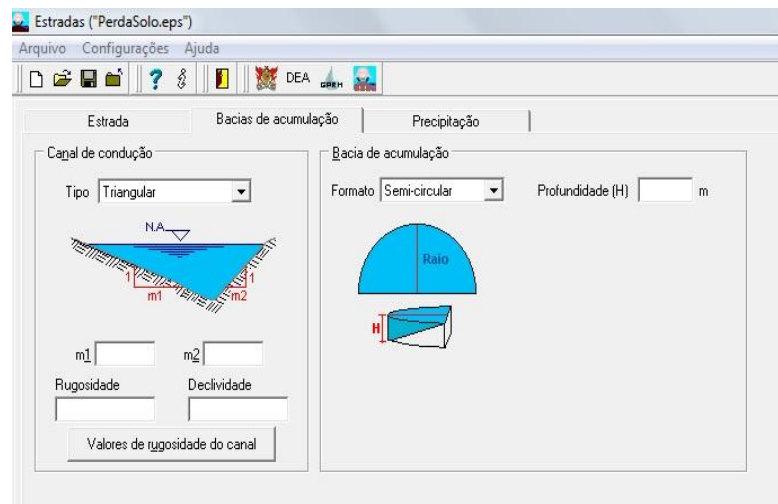 Estradas ("PerdaSolo.eps")
Arquivo Configurações Ajuda
DEA GPRH
Estrada Bacias de acumulação Precipitação
Canal de condução
Tipo Triangular
N.A.
1 1
m1 m2
m1 m2
Rugosidade Declividade
Valores de rugosidade do canal
Bacia de acumulação
Formato Semi-circular Profundidade (H) m
Raio
H